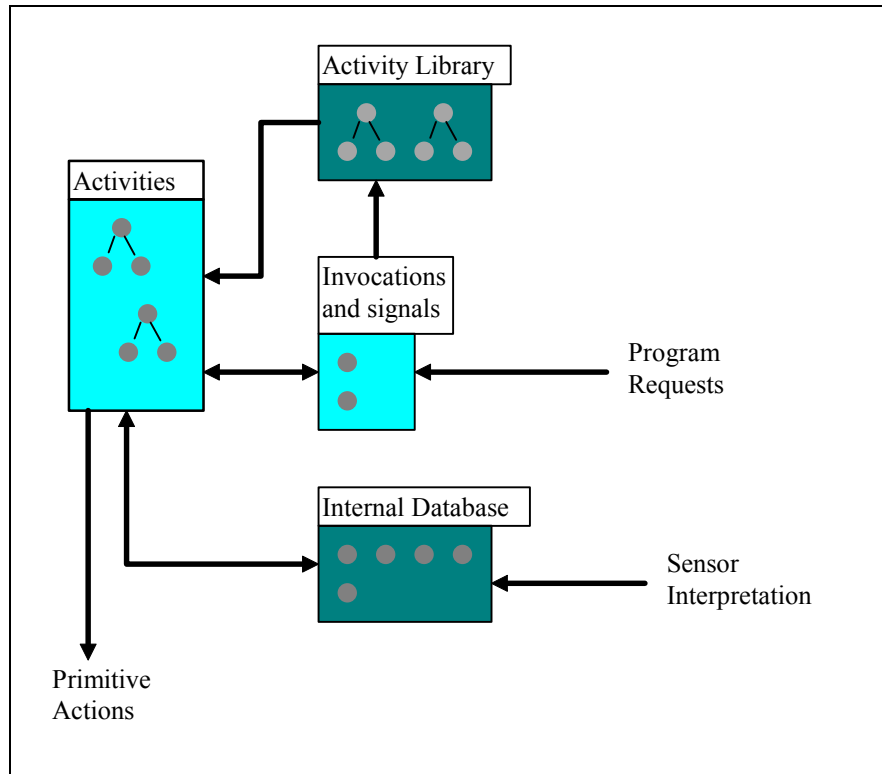 Activity Library
Activities
Invocations
and signals
Program
Requests
Internal Database
Sensor
Interpretation
Primitive
Actions